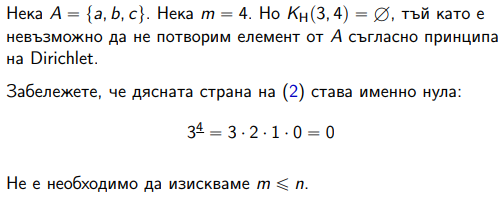 Нека A = {a, b, c}. Нека m = 4. Но K_H(3, 4) = ∅, тъй като е
невъзможно да не потворим елемент от A съгласно принципа
на Dirichlet.
Забележете, че дясната страна на (2) става именно нула:
3^{\underline{4}} = 3 · 2 · 1 · 0 = 0
Не е необходимо да изискваме m ⩽ n.